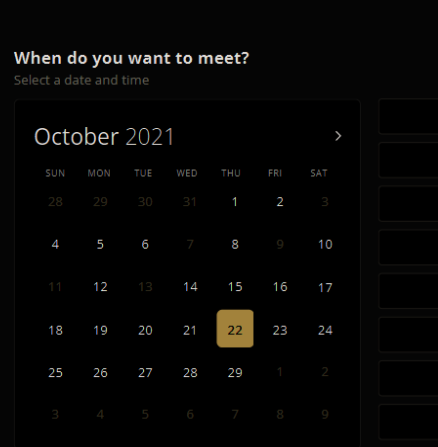 When do you want to meet?
Select a date and time
October 2021
SUN MON TUE WED THU FRI SAT
28 29 30 31 1 2 3
4 5 6 7 8 9 10
11 12 13 14 15 16 17
18 19 20 21 22 23 24
25 26 27 28 29 1 2
3 4 5 6 7 8 9